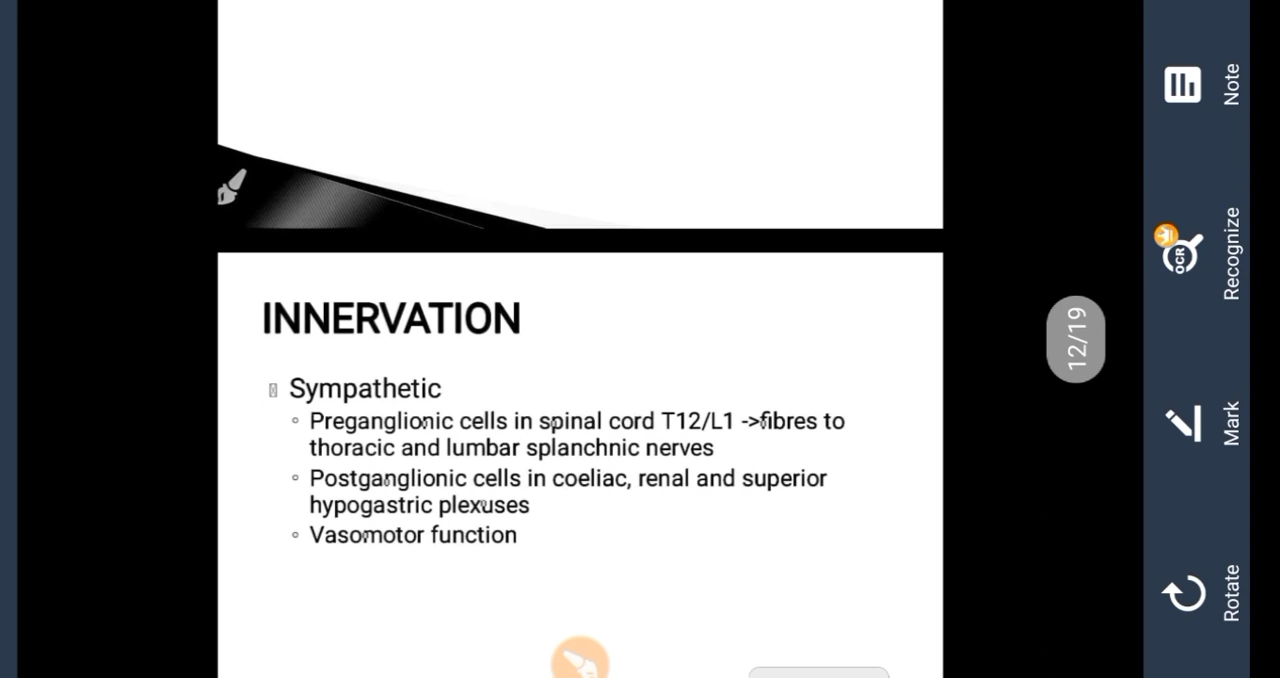 INNERVATION
Sympathetic
Preganglionic cells in spinal cord T12/L1 ->fibres to
thoracic and lumbar splanchnic nerves
Postganglionic cells in coeliac, renal and superior
hypogastric plexuses
Vasomotor function
12/19
Note
OCR
Recognize
Mark
Rotate